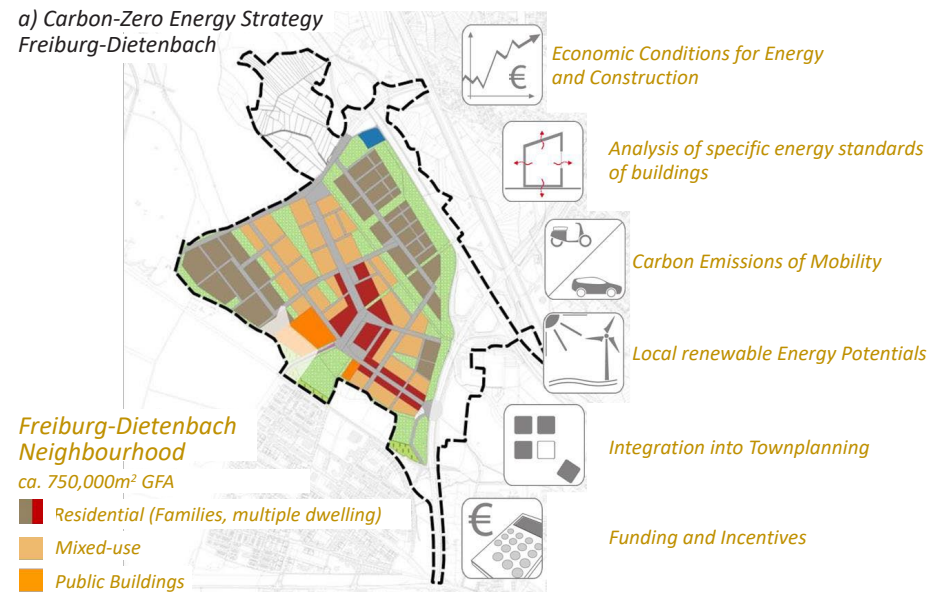 a) Carbon-Zero Energy Strategy
Freiburg-Dietenbach
€
Economic Conditions for Energy
and Construction
Analysis of specific energy standards
of buildings
Carbon Emissions of Mobility
Local renewable Energy Potentials
Freiburg-Dietenbach
Neighbourhood
ca. 750,000m² GFA
Integration into Townplanning
Residential (Families, multiple dwelling)
Mixed-use
Public Buildings
€
Funding and Incentives